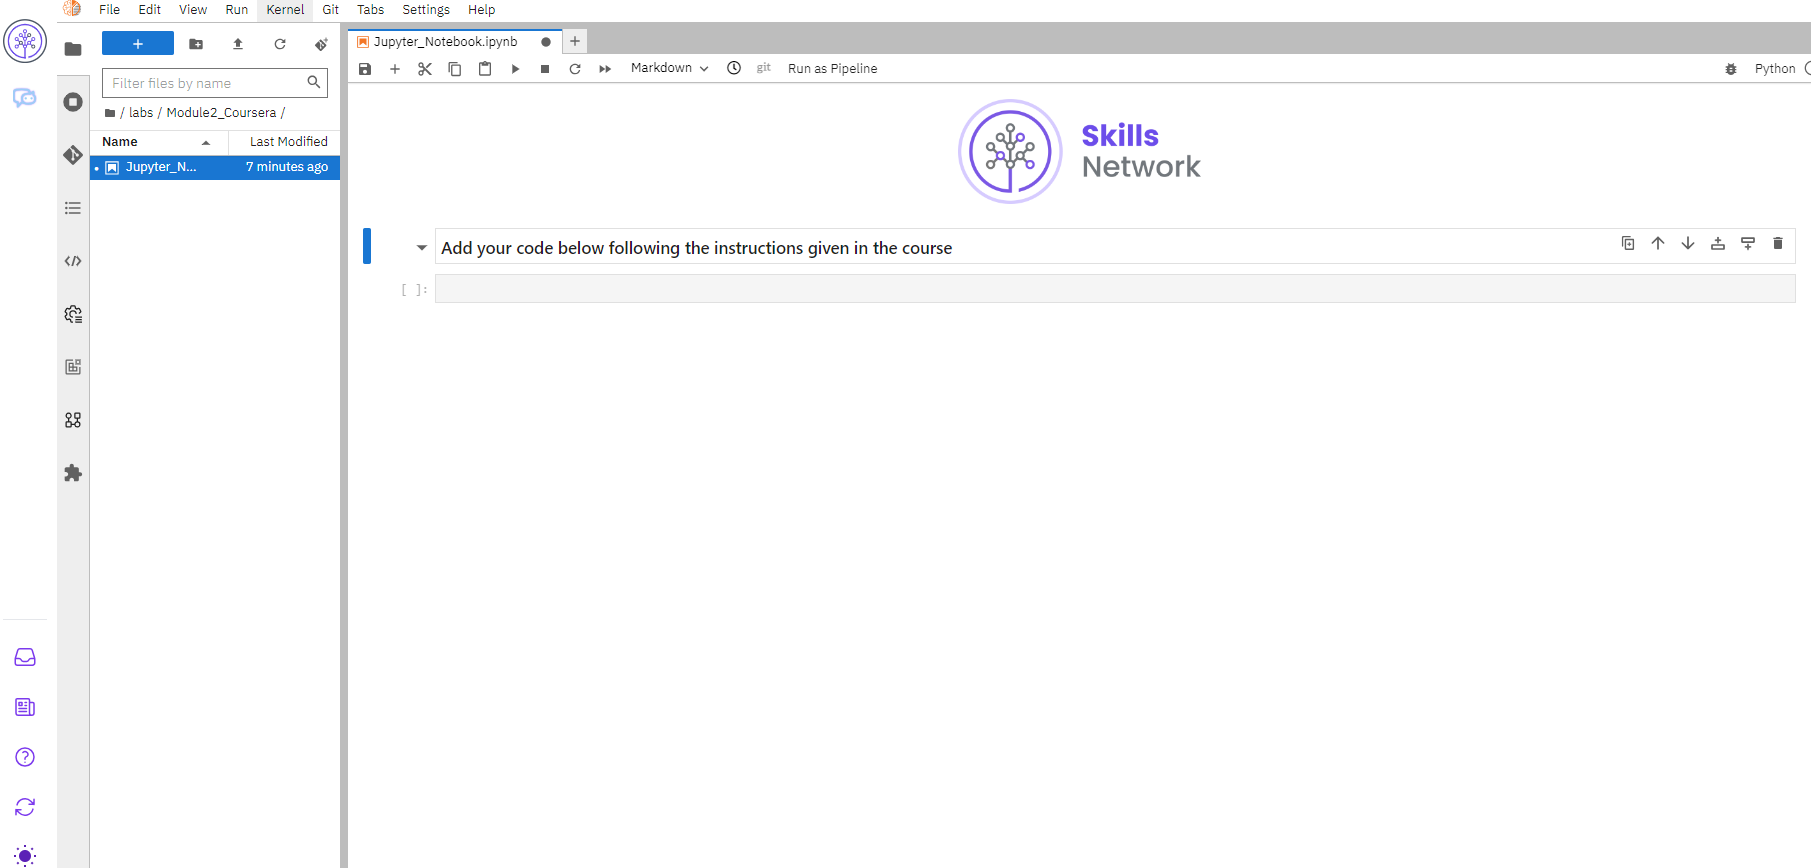 File Edit View Run Kernel Git Tabs Settings Help
Jupyter_Notebook.ipynb
Filter files by name
/ labs / Module2_Coursera /
Name Last Modified
Jupyter_N... 7 minutes ago
Markdown git Run as Pipeline Python
Skills
Network
Add your code below following the instructions given in the course
[ ]: